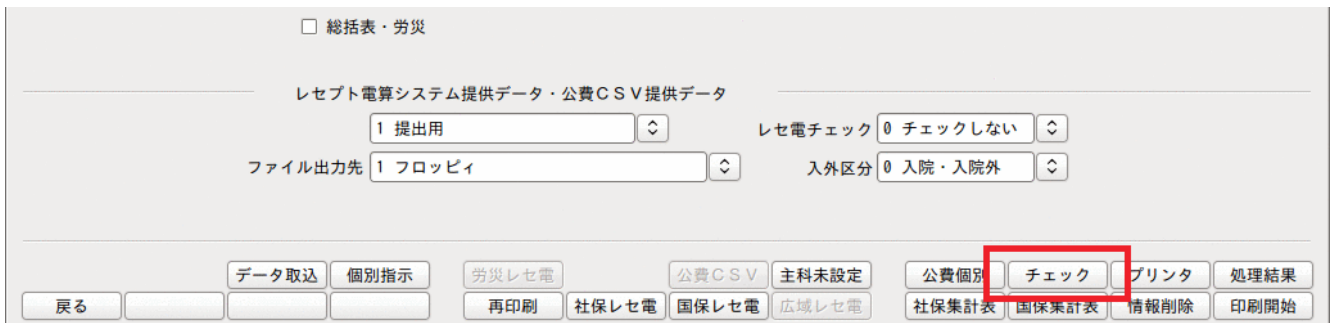 総括表・労災
レセプト電算システム提供データ・公費ＣＳＶ提供データ
1 提出用 レセ電チェック 0 チェックしない
ファイル出力先 1 フロッピィ 入外区分 0 入院・入院外
データ取込 個別指示 労災レセ電 公費ＣＳＶ 主科未設定 公費個別 チェック プリンタ 処理結果
戻る 再印刷 社保レセ電 国保レセ電 広域レセ電 社保集計表 国保集計表 情報削除 印刷開始